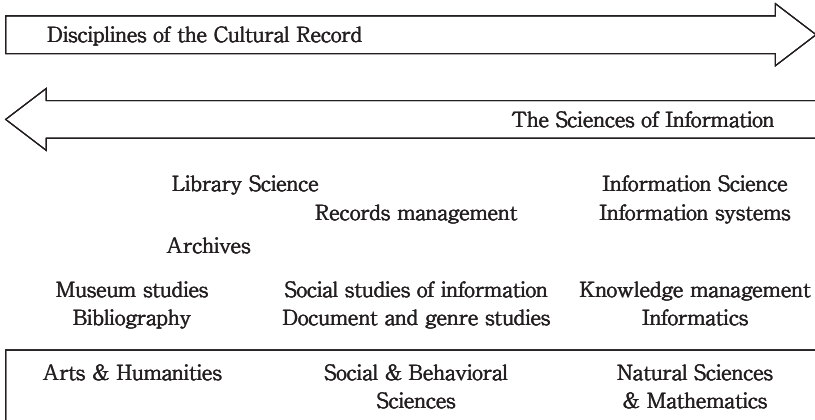 Disciplines of the Cultural Record
The Sciences of Information
Library Science Information Science
Records management Information systems
Archives
Museum studies Social studies of information Knowledge management
Bibliography Document and genre studies Informatics
Arts & Humanities Social & Behavioral Natural Sciences
Sciences & Mathematics